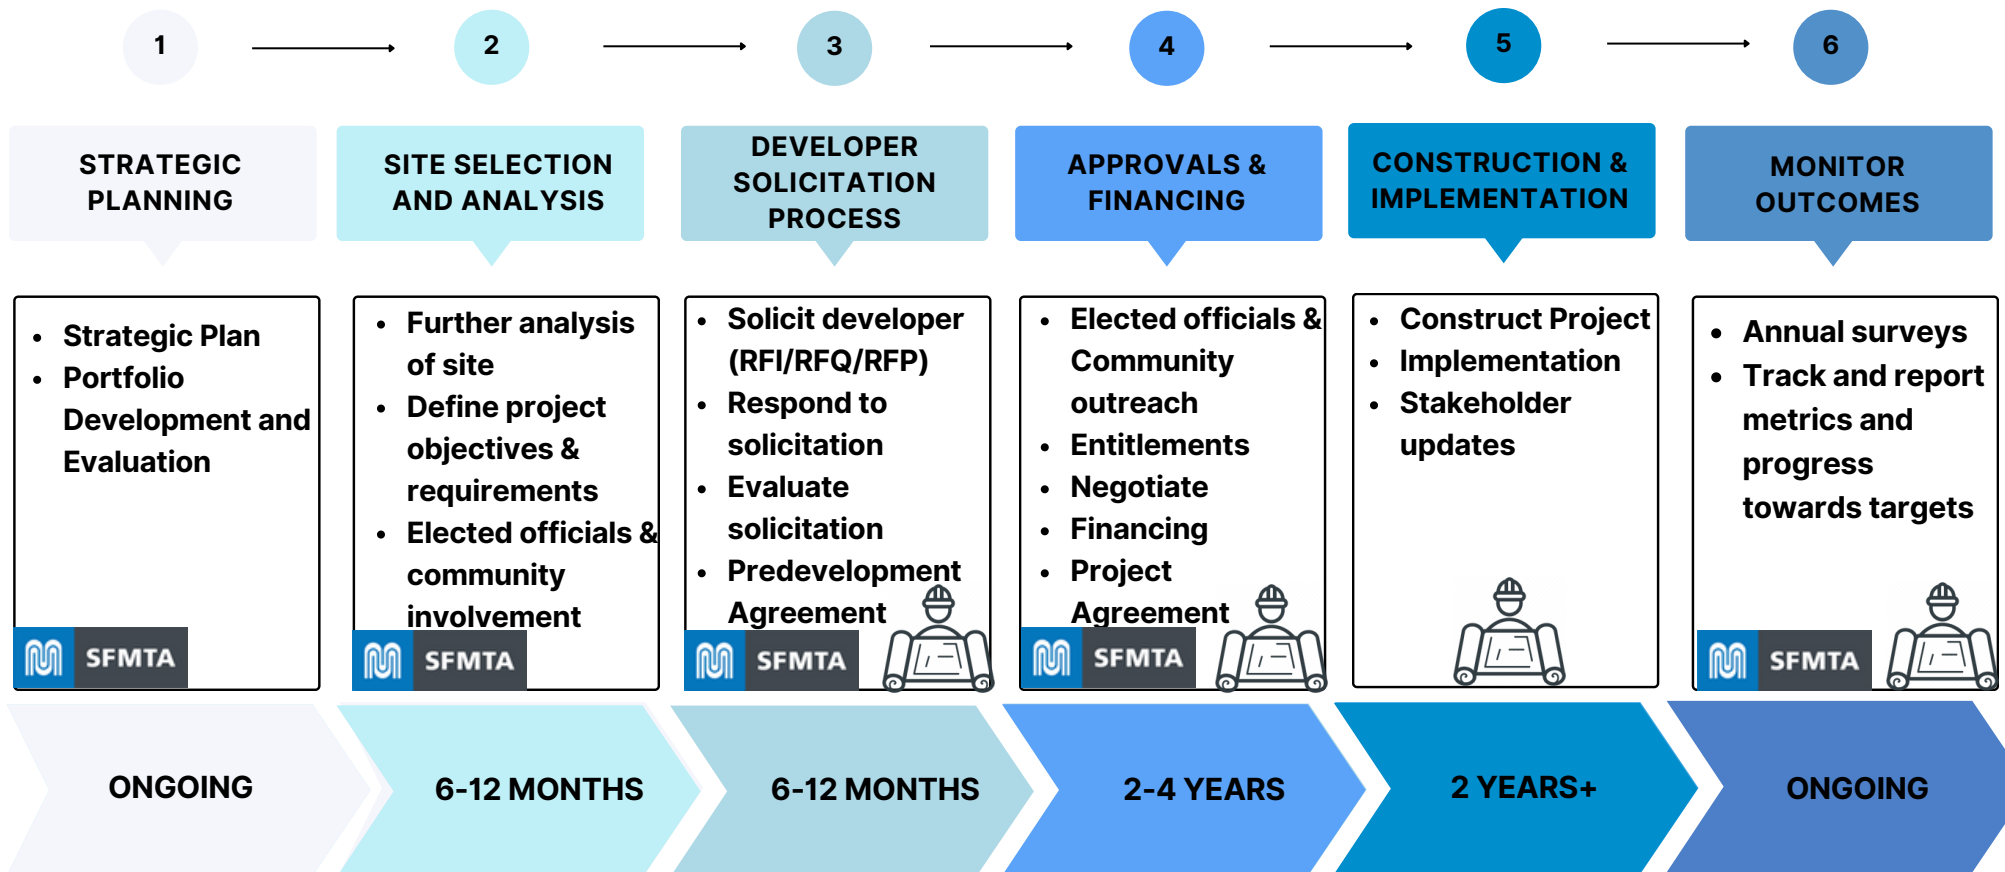 1
2
3
4
5
6
STRATEGIC
PLANNING
SITE SELECTION
AND ANALYSIS
DEVELOPER
SOLICITATION
PROCESS
APPROVALS &
FINANCING
CONSTRUCTION &
IMPLEMENTATION
MONITOR
OUTCOMES
• Strategic Plan
• Portfolio
Development and
Evaluation
SFMTA
• Further analysis
of site
• Define project
objectives &
requirements
• Elected officials &
community
involvement
SFMTA
• Solicit developer
(RFI/RFQ/RFP)
• Respond to
solicitation
• Evaluate
solicitation
• Predevelopment
Agreement
SFMTA
• Elected officials &
Community
outreach
• Entitlements
• Negotiate
• Financing
• Project
Agreement
SFMTA
• Construct Project
• Implementation
• Stakeholder
updates
• Annual surveys
• Track and report
metrics and
progress
towards targets
SFMTA
ONGOING
6-12 MONTHS
6-12 MONTHS
2-4 YEARS
2 YEARS+
ONGOING